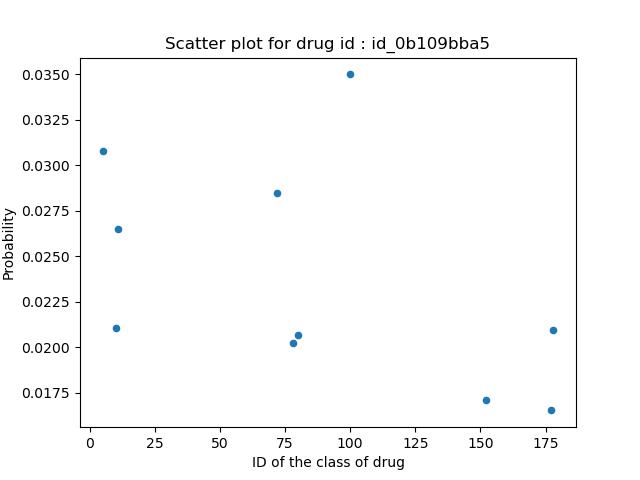 Scatter plot for drug id : id_0b109bba5
Probability
0.0350
0.0325
0.0300
0.0275
0.0250
0.0225
0.0200
0.0175
0 25 50 75 100 125 150 175
ID of the class of drug